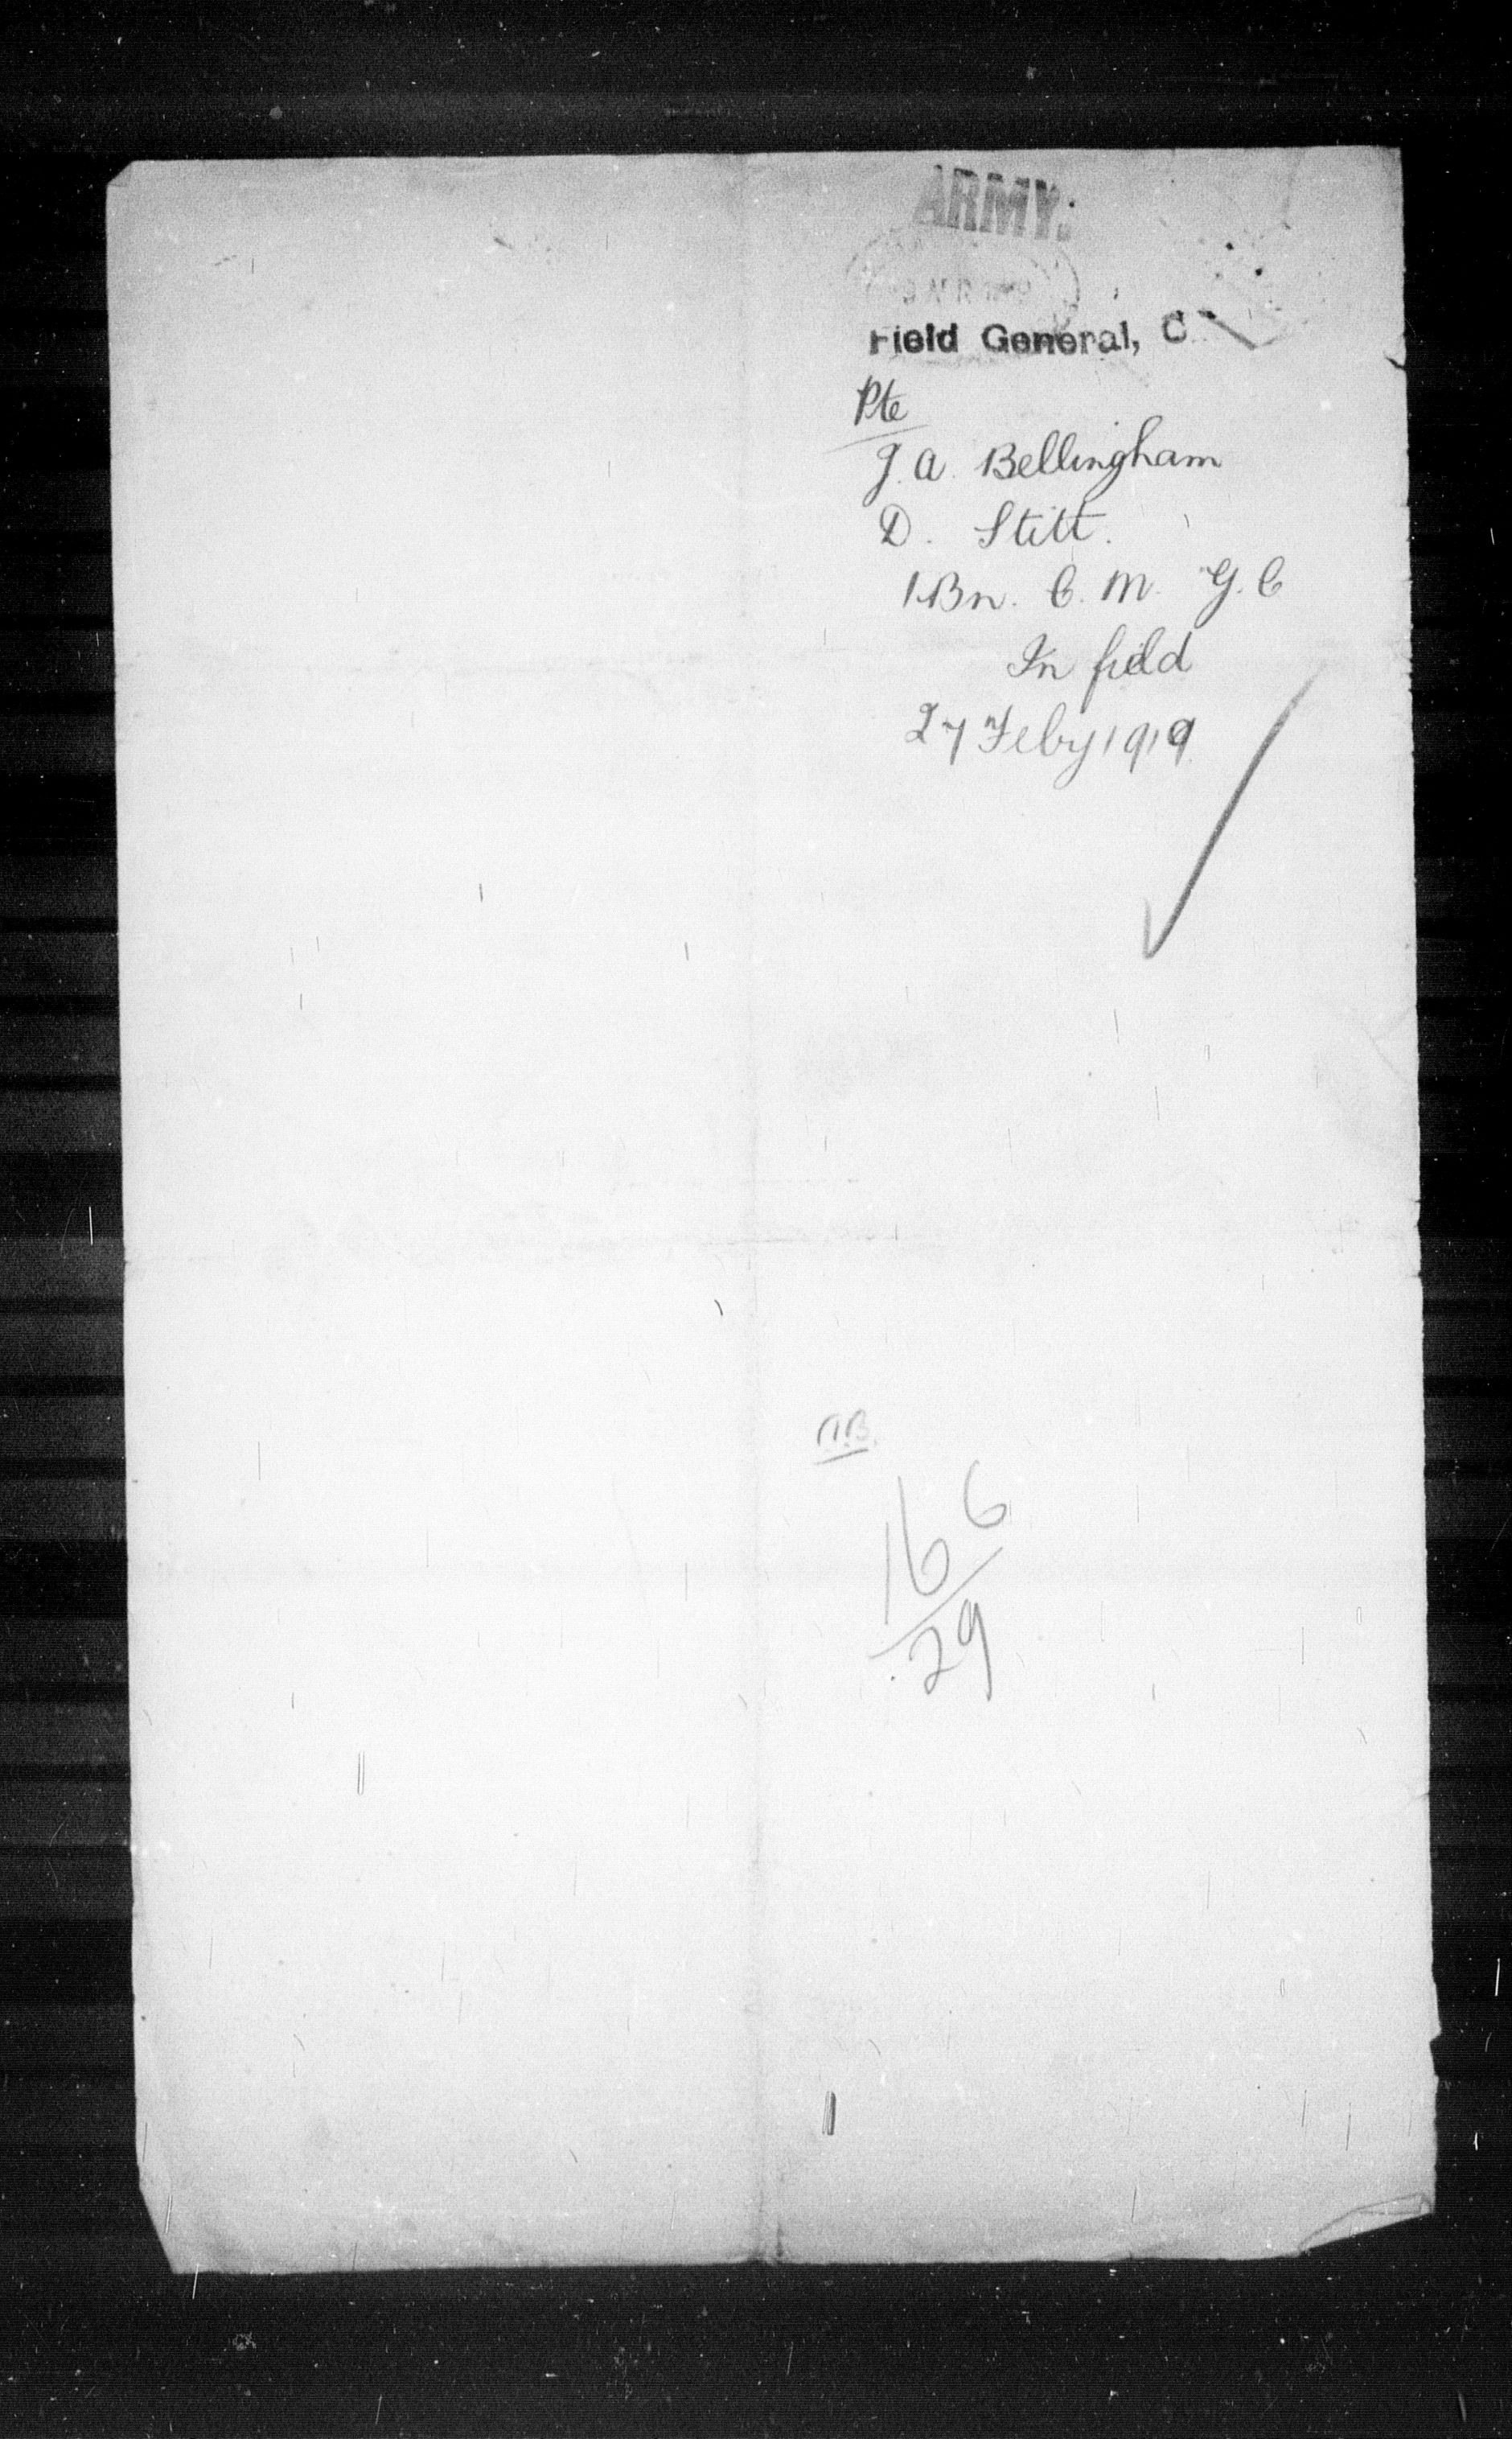 ARMY.
Field General, C
Pte
J. A. Bellingham
D. Stitt.
1 Bn. C. M. G. C
In field
27 Feby 1919
166
29